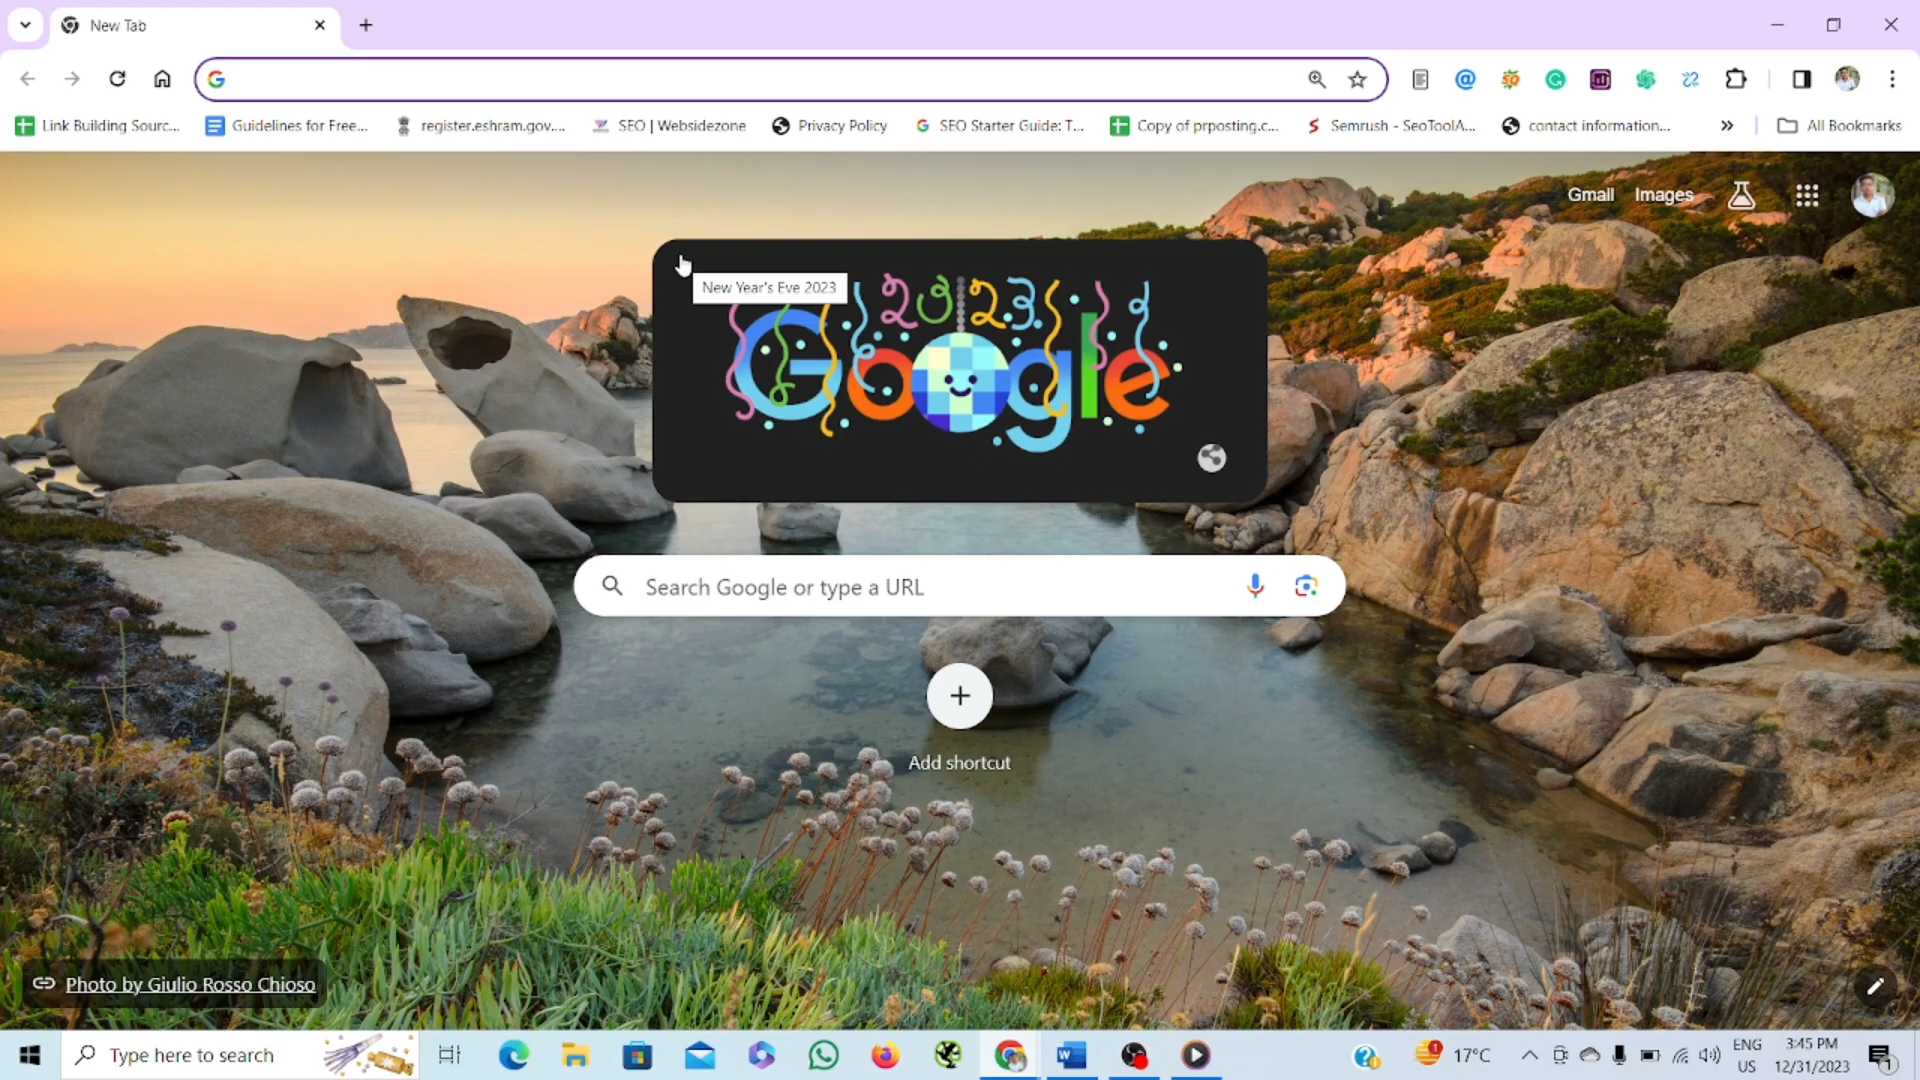 New Tab
Link Building Sourc...
Guidelines for Free...
register.eshram.gov....
SEO | Websidezone
Privacy Policy
SEO Starter Guide: T...
Copy of prposting.c...
Semrush - SeoToolA...
contact information...
All Bookmarks
Gmail
Images
New Year's Eve 2023
2023
Google
Search Google or type a URL
Add shortcut
Photo by Giulio Rosso Chioso
Type here to search
17°C
ENG
US
3:45 PM
12/31/2023